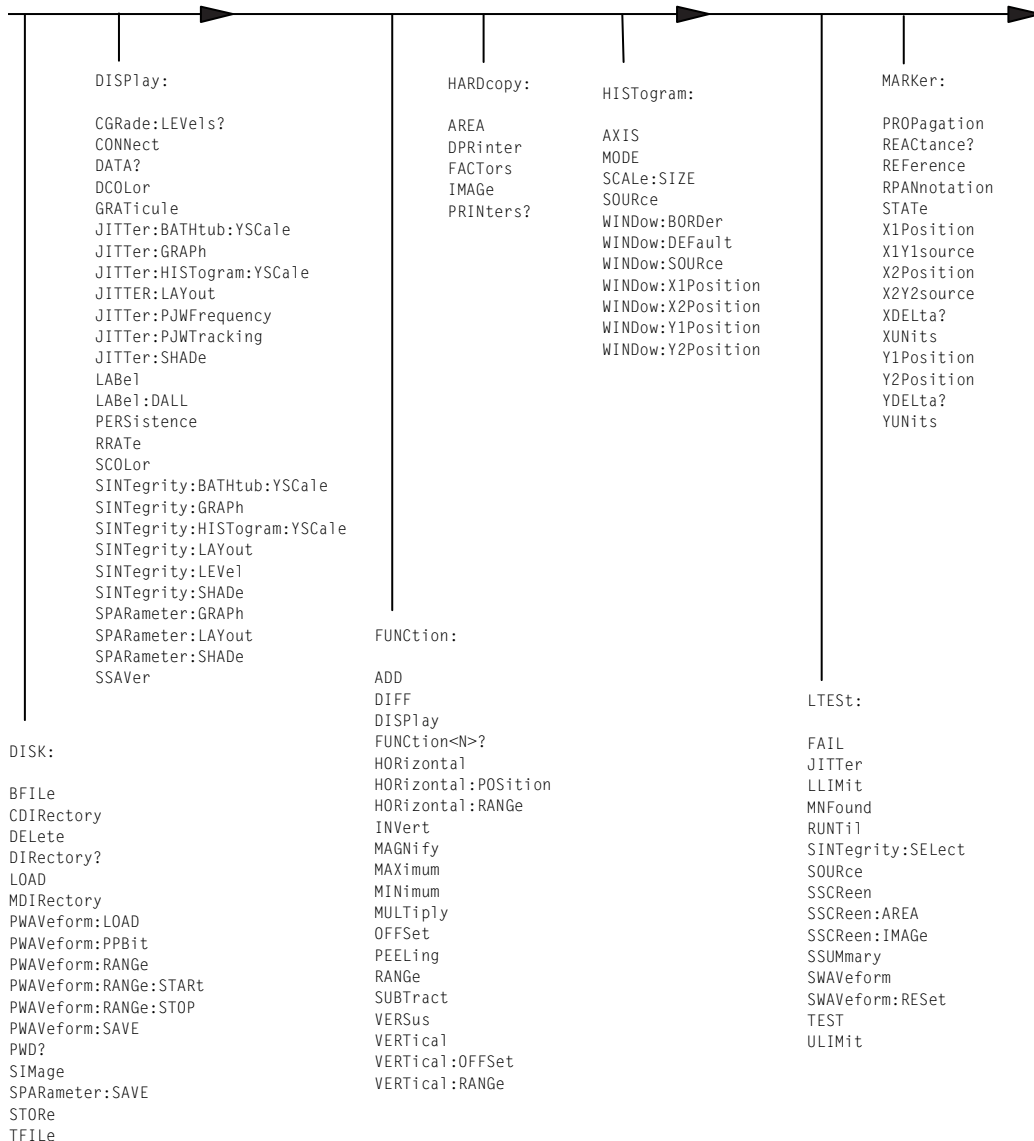 DISPlay:
CGRade:LEVels?
CONNect
DATA?
DCOLor
GRATicule
JITTer:BATHtub:YSCale
JITTer:GRAPh
JITTer:HISTogram:YSCale
JITTER:LAYout
JITTer:PJWFrequency
JITTer:PJWTracking
JITTer:SHADe
LABel
LABel:DALL
PERSistence
RRATe
SCOLor
SINTegrity:BATHtub:YSCale
SINTegrity:GRAPh
SINTegrity:HISTogram:YSCale
SINTegrity:LAYout
SINTegrity:LEVel
SINTegrity:SHADe
SPARameter:GRAPh
SPARameter:LAYout
SPARameter:SHADe
SSAVer
HARDcopy:
AREA
DPRinter
FACTors
IMAGe
PRINters?
HISTogram:
AXIS
MODE
SCALe:SIZE
SOURce
WINDow:BORDer
WINDow:DEFault
WINDow:SOURce
WINDow:X1Position
WINDow:X2Position
WINDow:Y1Position
WINDow:Y2Position
MARKer:
PROPagation
REACtance?
REFerence
RPANnotation
STATe
X1Position
X1Y1source
X2Position
X2Y2source
XDELta?
XUNits
Y1Position
Y2Position
YDELta?
YUNits
DISK:
BFILe
CDIRectory
DELete
DIRectory?
LOAD
MDIRectory
PWAVeform:LOAD
PWAVeform:PPBit
PWAVeform:RANGe
PWAVeform:RANGe:STARt
PWAVeform:RANGe:STOP
PWAVeform:SAVE
PWD?
SIMage
SPARameter:SAVE
STORe
TFILe
FUNCtion:
ADD
DIFF
DISPlay
FUNCtion<N>?
HORizontal
HORizontal:POSition
HORizontal:RANGe
INVert
MAGNify
MAXimum
MINimum
MULTiply
OFFSet
PEELing
RANGe
SUBTract
VERSus
VERTical
VERTical:OFFSet
VERTical:RANGe
LTESt:
FAIL
JITTer
LLIMit
MNFound
RUNTil
SINTegrity:SELect
SOURce
SSCReen
SSCReen:AREA
SSCReen:IMAGe
SSUMmary
SWAVeform
SWAVeform:RESet
TEST
ULIMit